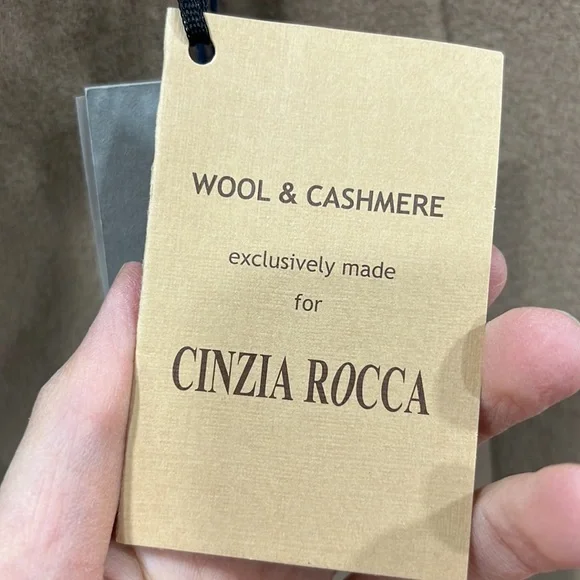 WOOL & CASHMERE
exclusively made
for
CINZIA ROCCA